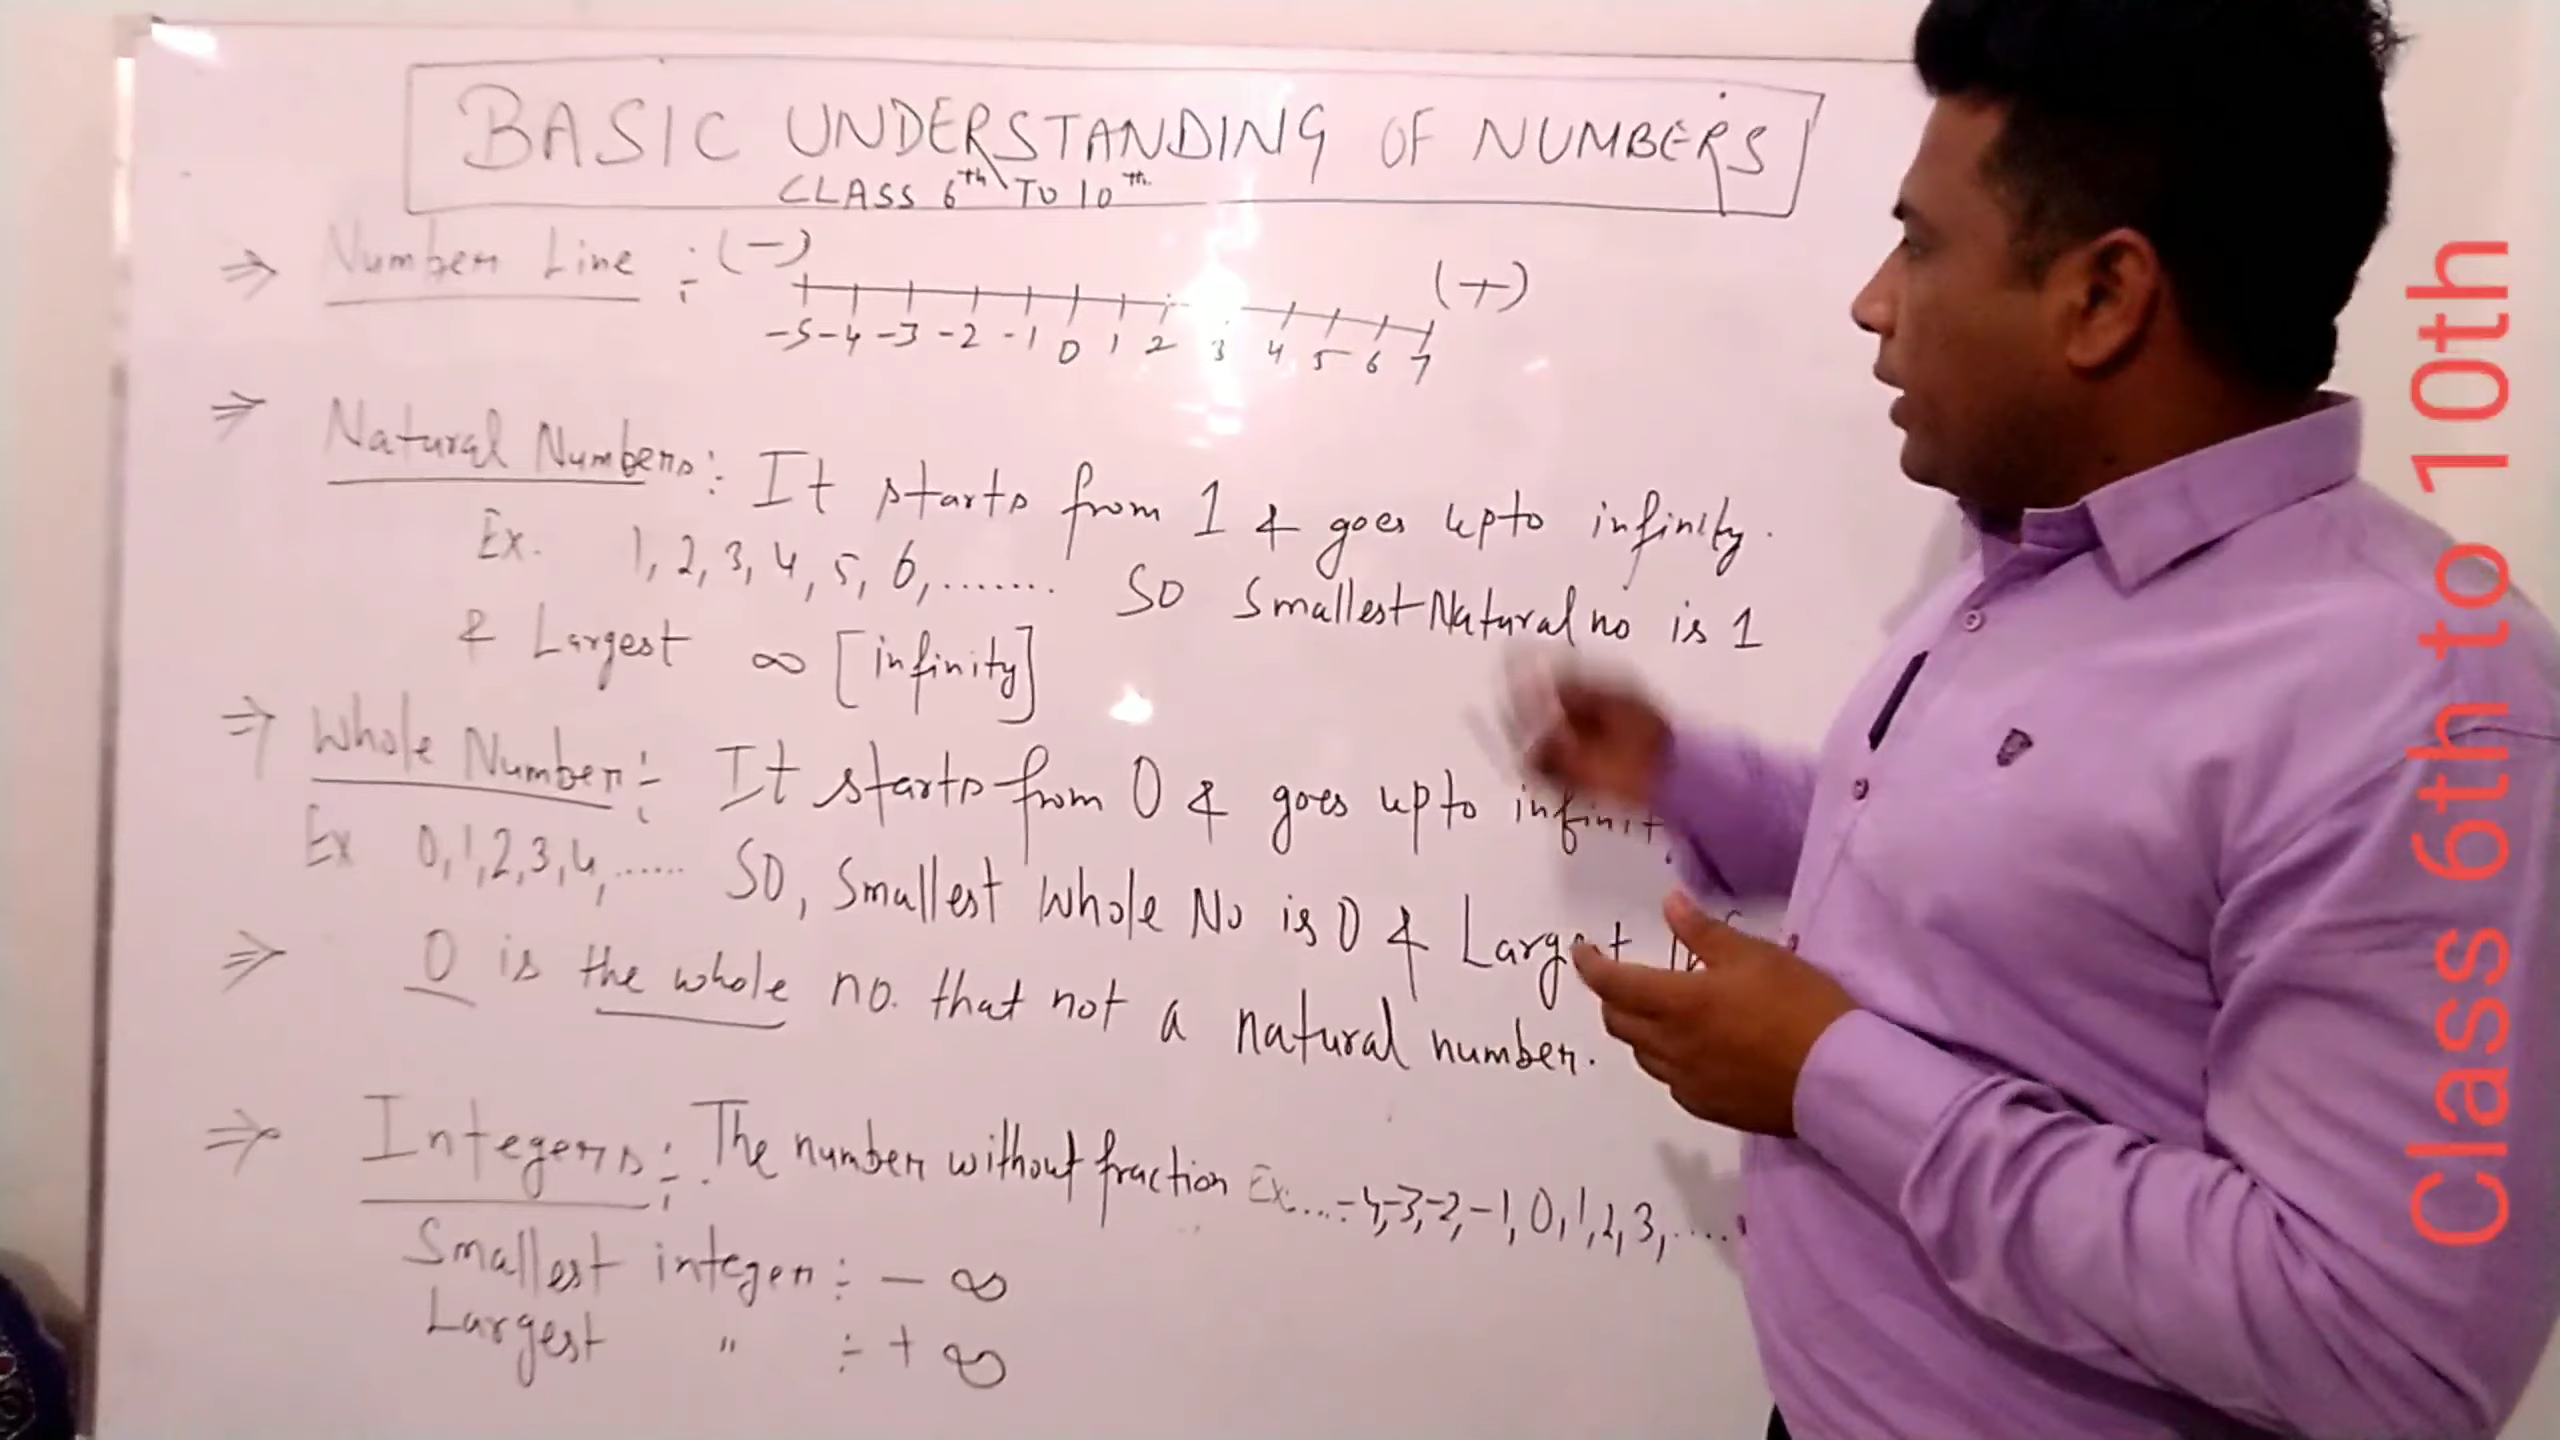 BASIC UNDERSTANDING OF NUMBERS
CLASS 6th TO 10th
⇒ Number Line :- (-) (+)
-5 -4 -3 -2 -1 0 1 2 3 4 5 6 7
⇒ Natural Numbers :- It starts from 1 & goes upto infinity.
Ex. 1, 2, 3, 4, 5, 6, ....... So Smallest Natural no is 1
& Largest ∞ [infinity]
⇒ Whole Number :- It starts from 0 & goes upto
Ex 0, 1, 2, 3, 4, ...... SO, Smallest Whole No is 0 & Largest
⇒ 0 is the whole no. that not a natural number.
⇒ Integers :- The number without fraction Ex:...-4,-3,-2,-1,0,1,2,3,.....
Smallest integer :- - ∞
Largest " :- + ∞
Class 6th to 10th